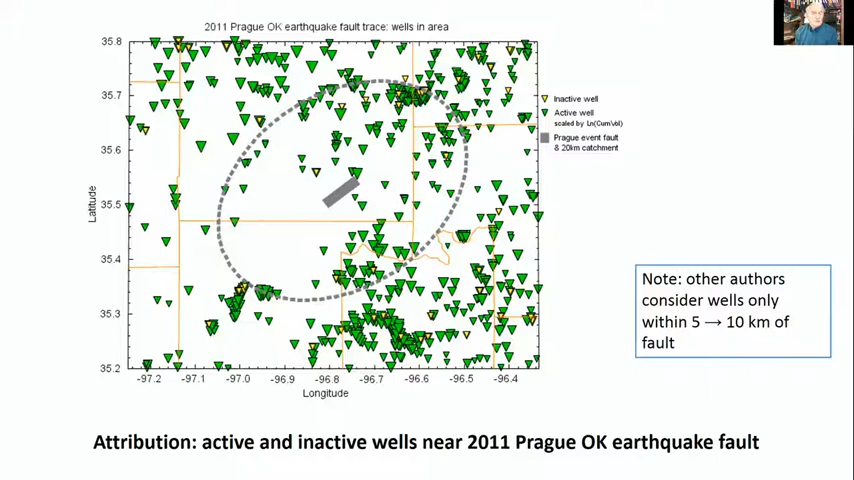 2011 Prague OK earthquake fault trace: wells in area
35.8
35.7
35.6
35.5
35.4
35.3
35.2
Latitude
-97.2 -97.1 -97.0 -96.9 -96.8 -96.7 -96.6 -96.5 -96.4
Longitude
Inactive well
Active well
scaled by Ln(CumVol)
Prague event fault
& 20km catchment
Note: other authors
consider wells only
within 5 → 10 km of
fault
Attribution: active and inactive wells near 2011 Prague OK earthquake fault